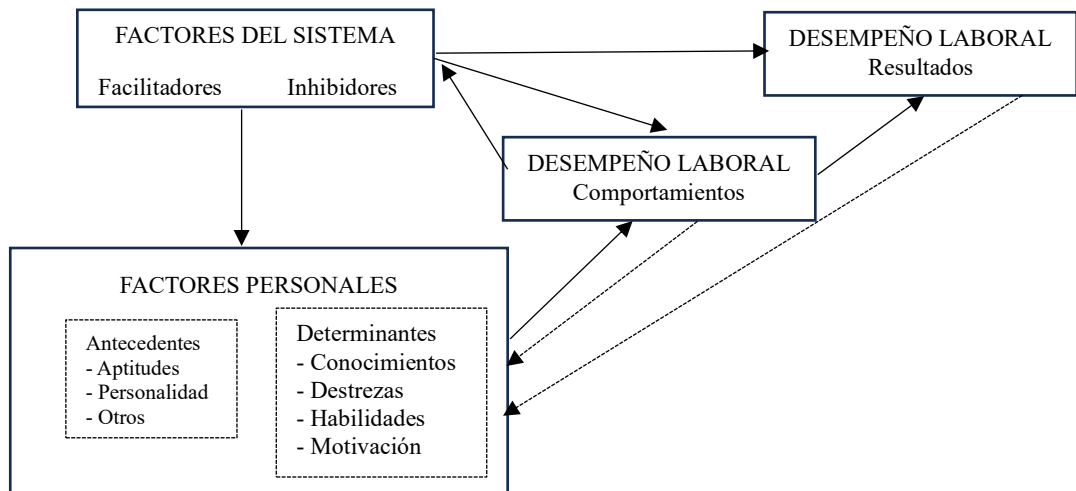 FACTORES DEL SISTEMA
Facilitadores Inhibidores
DESEMPEÑO LABORAL
Resultados
DESEMPEÑO LABORAL
Comportamientos
FACTORES PERSONALES
Antecedentes
- Aptitudes
- Personalidad
- Otros
Determinantes
- Conocimientos
- Destrezas
- Habilidades
- Motivación